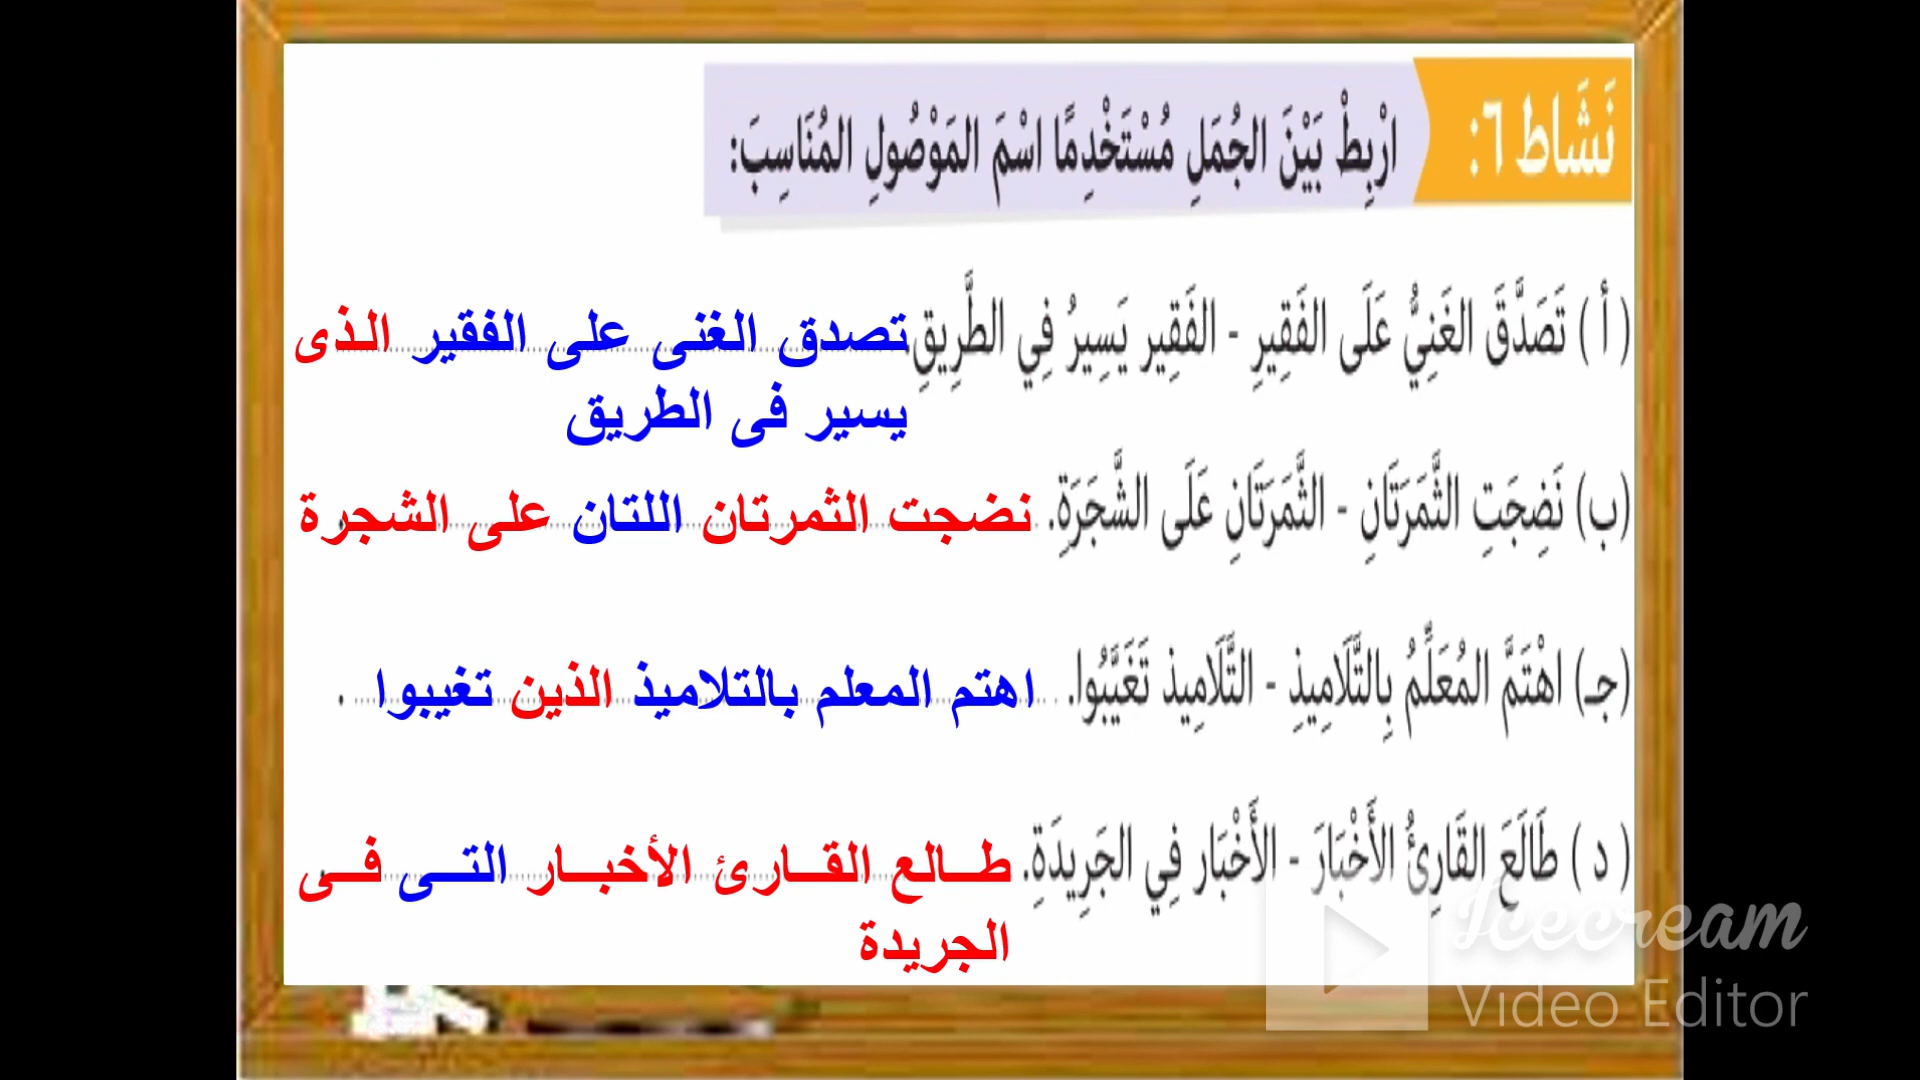 نَشَاط ٦: ارْبِطْ بَيْنَ الجُمَلِ مُسْتَخْدِمًا اسْمَ المَوْصُولِ المُنَاسِبَ:
( أ ) تَصَدَّقَ الغَنِيُّ عَلَى الفَقِيرِ - الفَقِير يَسِيرُ فِي الطَّرِيقِ. تصدق الغنى على الفقير الذى
يسير فى الطريق
(ب) نَضِجَتِ الثَّمَرَتَانِ - الثَّمَرَتَانِ عَلَى الشَّجَرَةِ. نضجت الثمرتان اللتان على الشجرة
(جـ) اهْتَمَّ المُعَلِّمُ بِالتَّلَامِيذِ - التَّلَامِيذ تَغَيَّبُوا. اهتم المعلم بالتلاميذ الذين تغيبوا .
( د ) طَالَعَ القَارِئُ الأَخْبَارَ - الأَخْبَار فِي الجَرِيدَةِ. طـالع القـارئ الأخبـار التـى فـى
الجريدة
Icecream
Video Editor